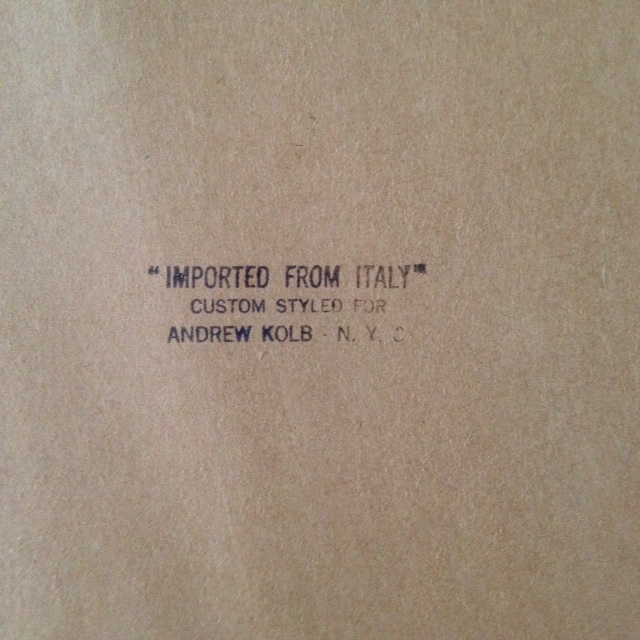 "IMPORTED FROM ITALY"
CUSTOM STYLED FOR
ANDREW KOLB - N. Y. C